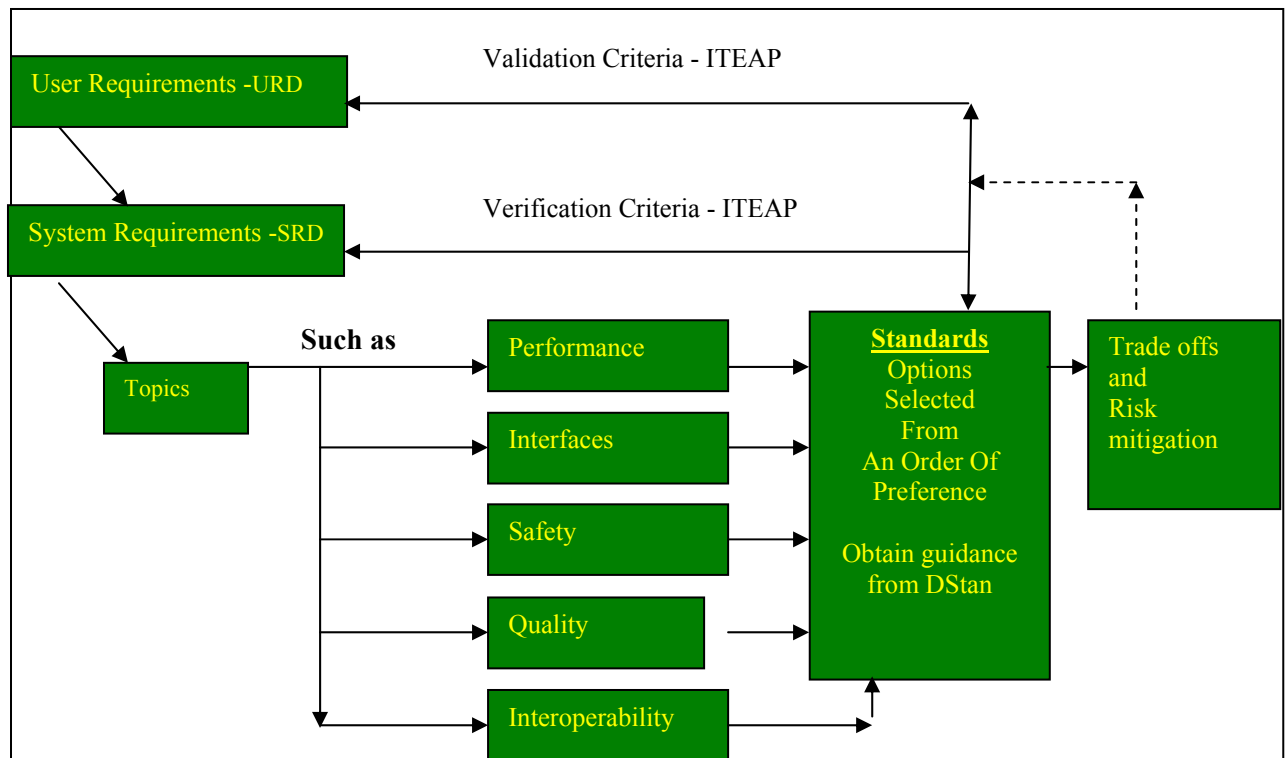 Validation Criteria - ITEAP
User Requirements -URD
Verification Criteria - ITEAP
System Requirements -SRD
Such as
Topics
Performance
Interfaces
Safety
Quality
Interoperability
Standards
Options
Selected
From
An Order Of
Preference
Obtain guidance
from DStan
Trade offs
and
Risk
mitigation